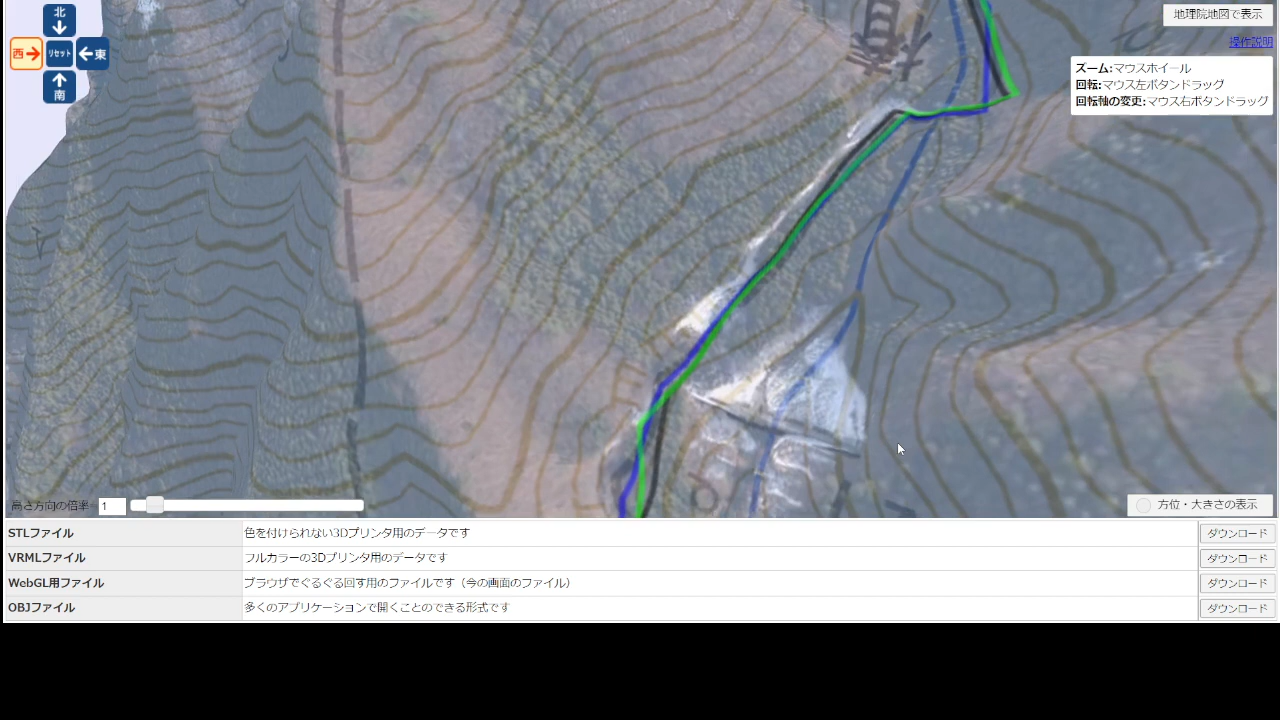 北
西
リセット
東
南
地理院地図で表示
操作説明
ズーム:マウスホイール
回転:マウス左ボタンドラッグ
回転軸の変更:マウス右ボタンドラッグ
高さ方向の倍率
1
方位・大きさの表示
STLファイル 色を付けられない3Dプリンタ用のデータです ダウンロード
VRMLファイル フルカラーの3Dプリンタ用のデータです ダウンロード
WebGL用ファイル ブラウザでぐるぐる回す用のファイルです（今の画面のファイル） ダウンロード
OBJファイル 多くのアプリケーションで開くことのできる形式です ダウンロード